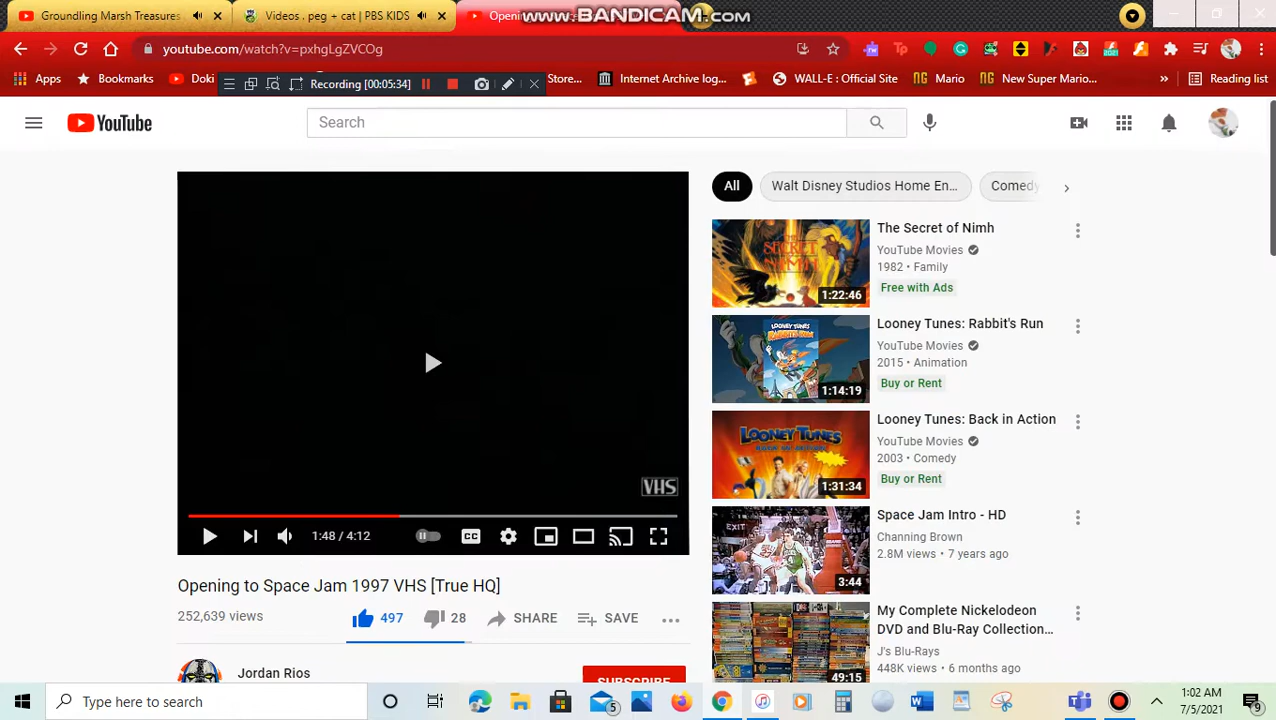 Groundling Marsh Treasures
Videos . peg + cat | PBS KIDS
Openin
www.BANDICAM.com
youtube.com/watch?v=pxhgLgZVCOg
Apps
Bookmarks
Doki
Recording [00:05:34]
Store...
Internet Archive log...
WALL-E : Official Site
Mario
New Super Mario...
»
Reading list
YouTube
Search
All
Walt Disney Studios Home En...
Comedy
The Secret of Nimh
YouTube Movies
1982 • Family
Free with Ads
1:22:46
Looney Tunes: Rabbit's Run
YouTube Movies
2015 • Animation
Buy or Rent
1:14:19
Looney Tunes: Back in Action
YouTube Movies
2003 • Comedy
Buy or Rent
1:31:34
Space Jam Intro - HD
Channing Brown
2.8M views • 7 years ago
3:44
My Complete Nickelodeon
DVD and Blu-Ray Collection...
J's Blu-Rays
448K views • 6 months ago
49:15
VHS
1:48 / 4:12
CC
Opening to Space Jam 1997 VHS [True HQ]
252,639 views
497
28
SHARE
SAVE
Jordan Rios
SUBSCRIBE
Type here to search
5
1:02 AM
7/5/2021
9